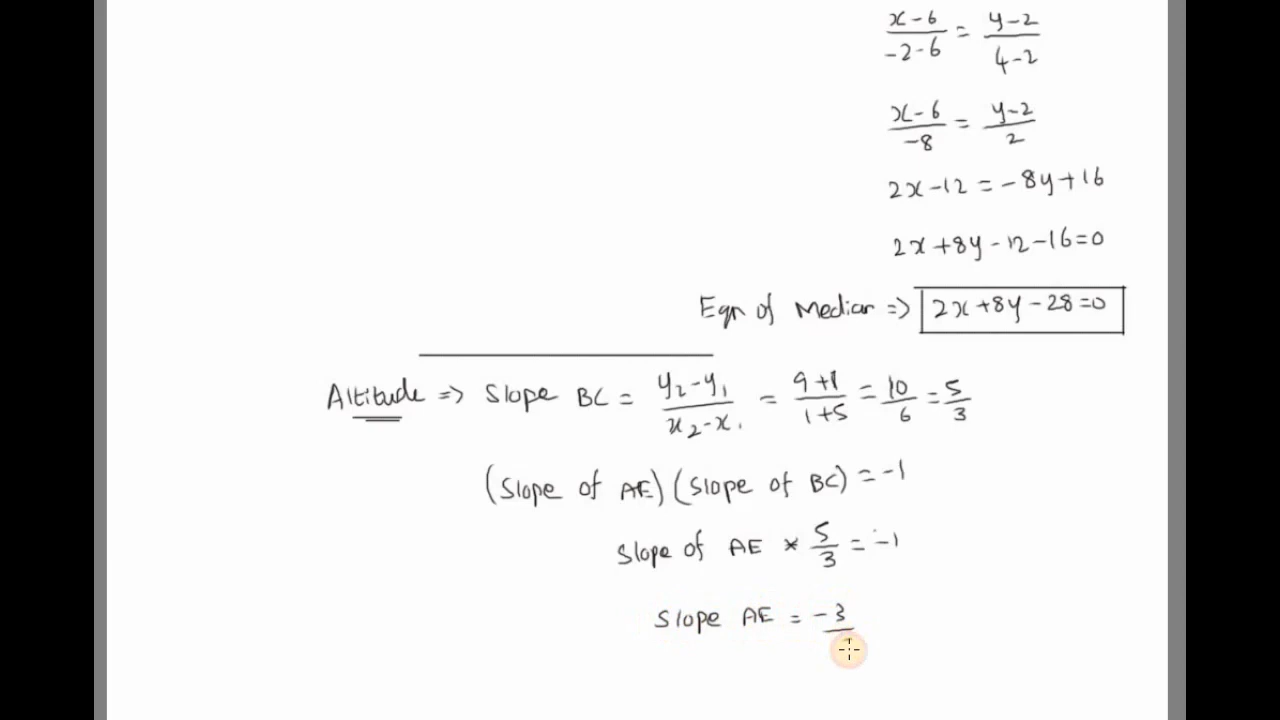 x-6/-2-6 = y-2/4-2
x-6/-8 = y-2/2
2x-12 = -8y+16
2x+8y-12-16=0
Eqn of Median => 2x+8y-28=0
Altitude => Slope BC = y₂-y₁/x₂-x₁ = 9+1/1+5 = 10/6 = 5/3
(Slope of AE)(Slope of BC) = -1
Slope of AE * 5/3 = -1
Slope AE = -3/